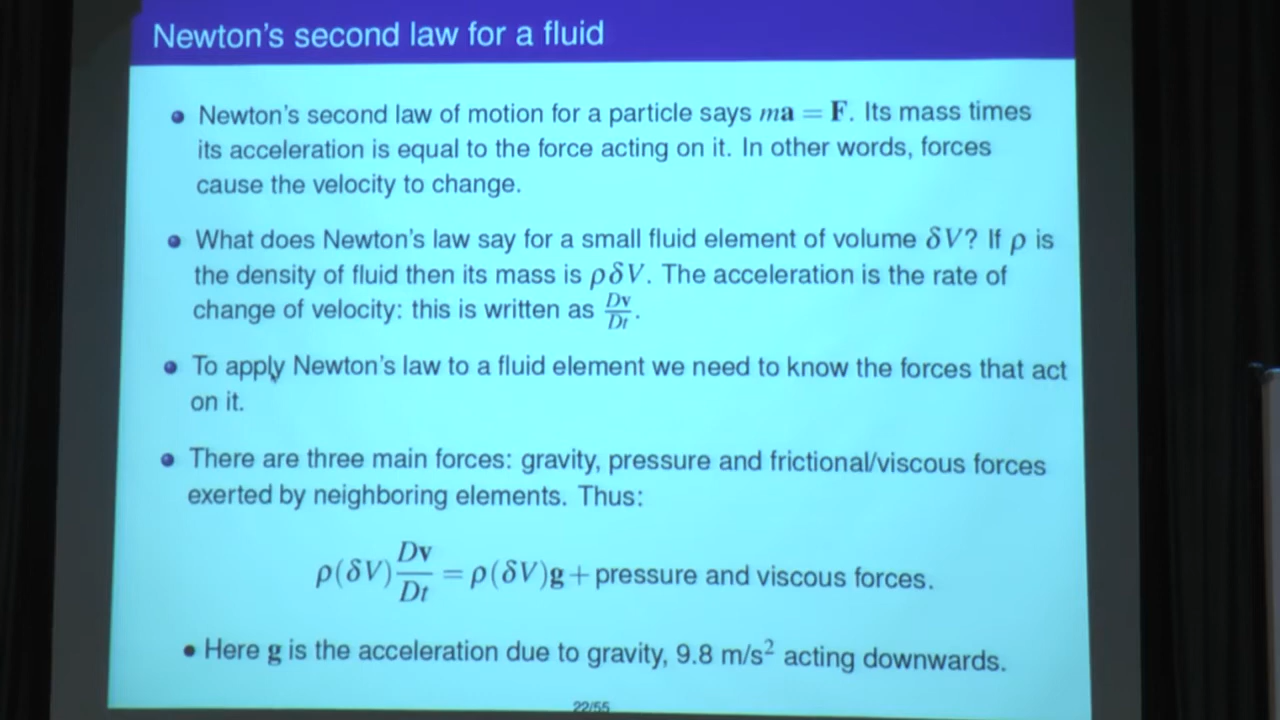 Newton's second law for a fluid
• Newton's second law of motion for a particle says ma = F. Its mass times
its acceleration is equal to the force acting on it. In other words, forces
cause the velocity to change.
• What does Newton's law say for a small fluid element of volume δV? If ρ is
the density of fluid then its mass is ρδV. The acceleration is the rate of
change of velocity: this is written as Dv/Dt.
• To apply Newton's law to a fluid element we need to know the forces that act
on it.
• There are three main forces: gravity, pressure and frictional/viscous forces
exerted by neighboring elements. Thus:
ρ(δV) Dv/Dt = ρ(δV)g + pressure and viscous forces.
• Here g is the acceleration due to gravity, 9.8 m/s² acting downwards.
22/55